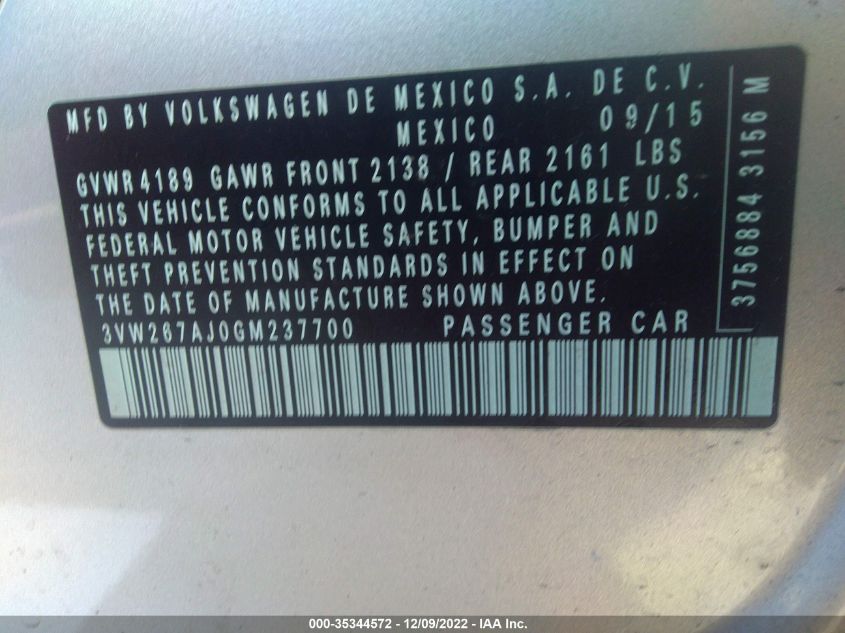 MFD BY VOLKSWAGEN DE MEXICO S.A. DE C.V.
MEXICO 09/15
GVWR 4189 GAWR FRONT 2138 / REAR 2161 LBS
THIS VEHICLE CONFORMS TO ALL APPLICABLE U.S.
FEDERAL MOTOR VEHICLE SAFETY, BUMPER AND
THEFT PREVENTION STANDARDS IN EFFECT ON
THE DATE OF MANUFACTURE SHOWN ABOVE.
3VW267AJ0GM237700 PASSENGER CAR
3756884 3156 M
000-35344572 - 12/09/2022 - IAA Inc.